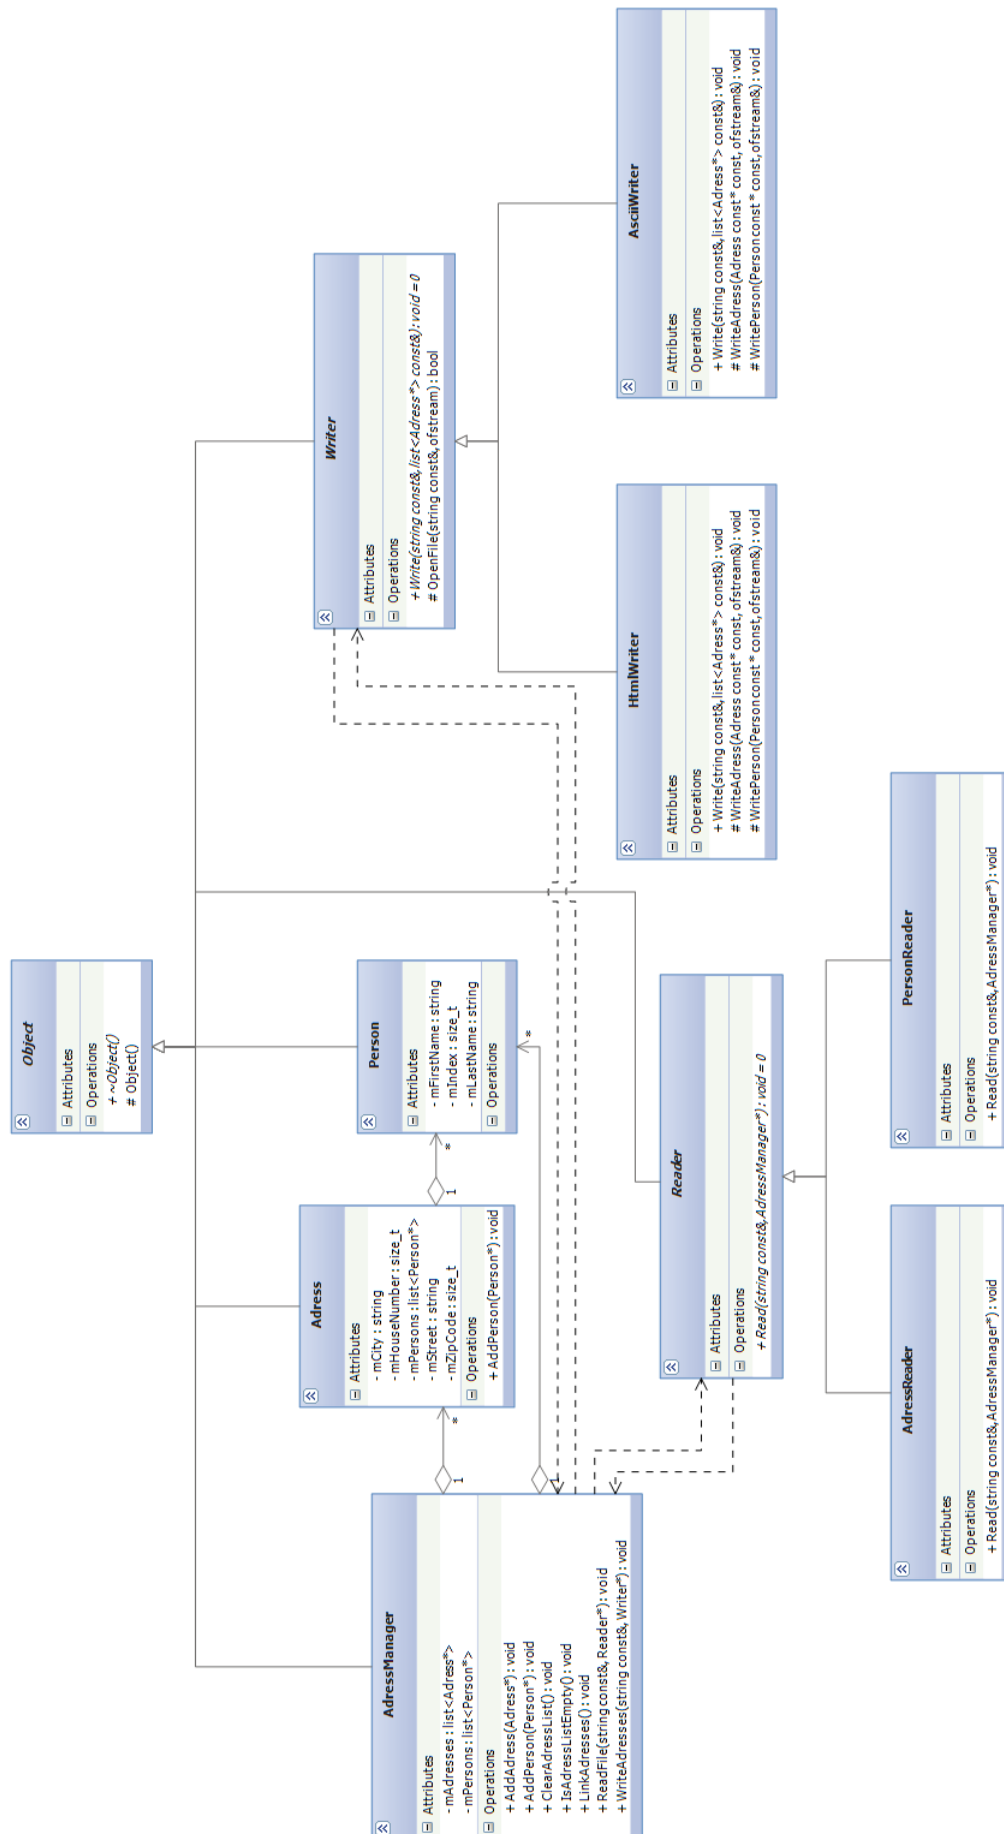 Object
Attributes
Operations
+ ~Object()
# Object()
AdressManager
Attributes
- mAdresses : list<Adress*>
- mPersons : list<Person*>
Operations
+ AddAdress(Adress*) : void
+ AddPerson(Person*) : void
+ ClearAdressList() : void
+ IsAdressListEmpty() : void
+ LinkAdresses() : void
+ ReadFile(string const&, Reader*) : void
+ WriteAdresses(string const&, Writer*) : void
1
*
1
*
Adress
Attributes
- mCity : string
- mHouseNumber : size_t
- mPersons : list<Person*>
- mStreet : string
- mZipCode : size_t
Operations
+ AddPerson(Person*) : void
1
*
Person
Attributes
- mFirstName : string
- mIndex : size_t
- mLastName : string
Operations
Writer
Attributes
Operations
+ Write(string const&, list<Adress*> const&) : void = 0
# OpenFile(string const&, ofstream) : bool
Reader
Attributes
Operations
+ Read(string const&, AdressManager*) : void = 0
HtmlWriter
Attributes
Operations
+ Write(string const&, list<Adress*> const&) : void
# WriteAdress(Adress const* const, ofstream&) : void
# WritePerson(Person const* const, ofstream&) : void
AsciiWriter
Attributes
Operations
+ Write(string const&, list<Adress*> const&) : void
# WriteAdress(Adress const* const, ofstream&) : void
# WritePerson(Person const* const, ofstream&) : void
AdressReader
Attributes
Operations
+ Read(string const&, AdressManager*) : void
PersonReader
Attributes
Operations
+ Read(string const&, AdressManager*) : void